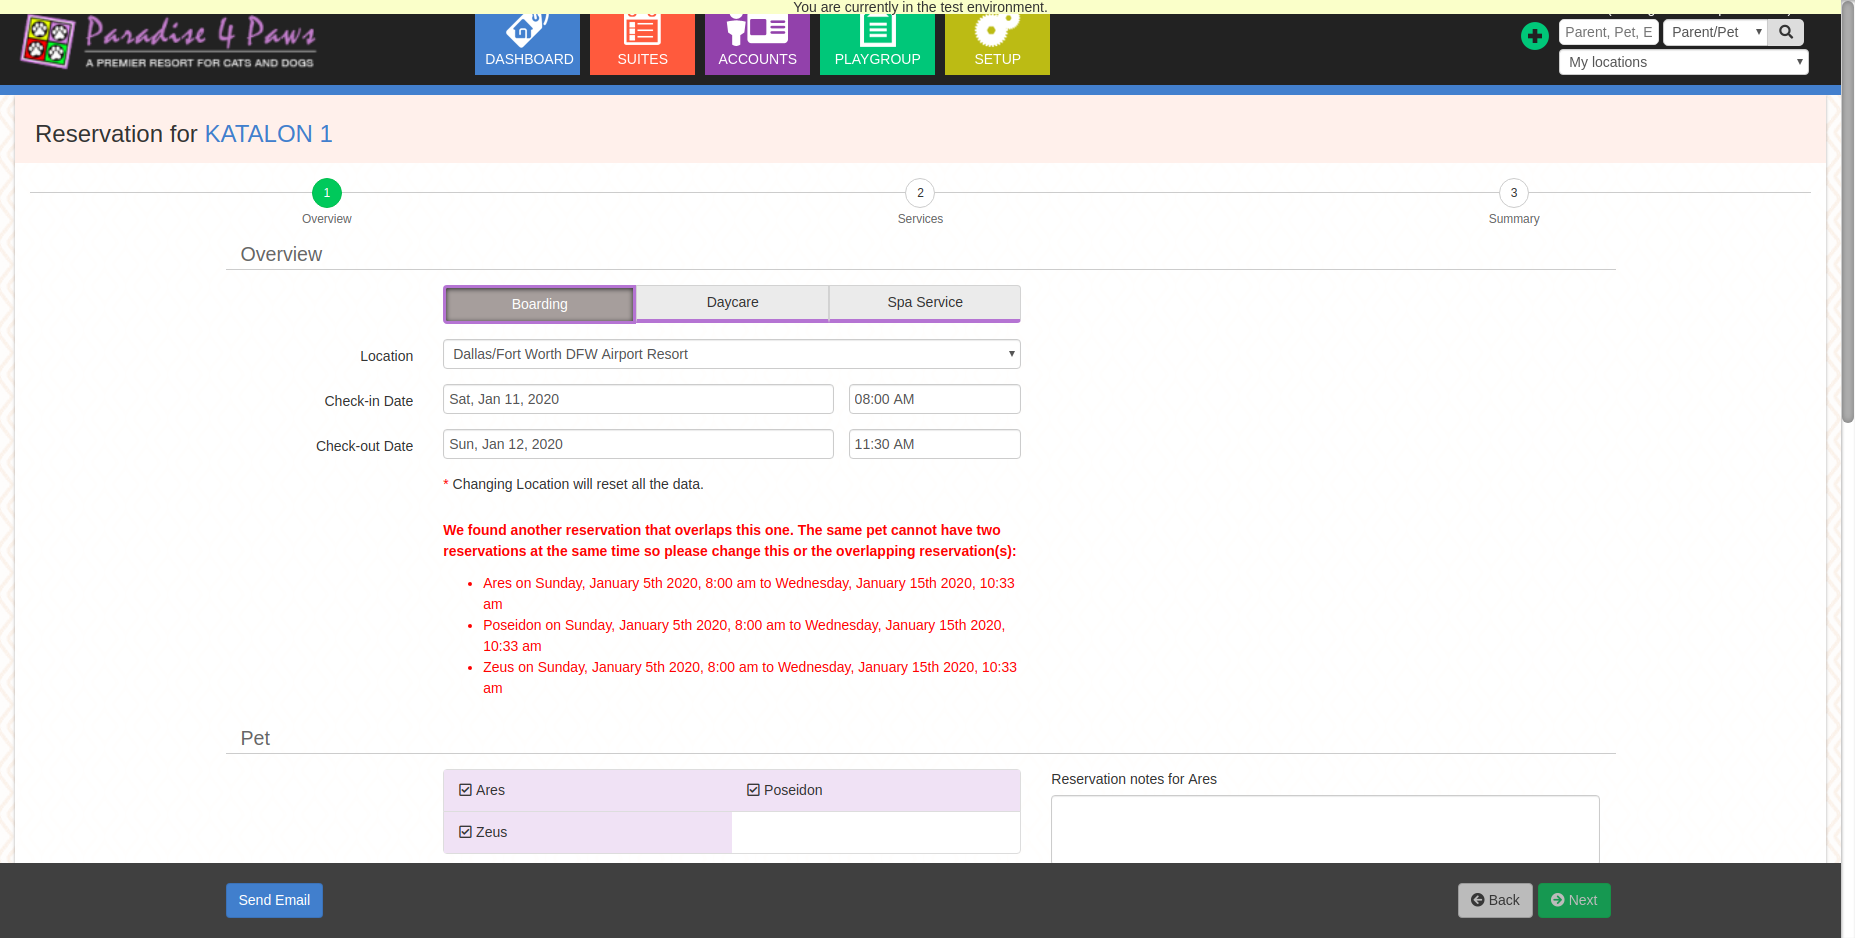 You are currently in the test environment.
Paradise 4 Paws
A PREMIER RESORT FOR CATS AND DOGS
DASHBOARD
SUITES
ACCOUNTS
PLAYGROUP
SETUP
Parent, Pet, E
Parent/Pet
My locations
Reservation for KATALON 1
1
2
3
Overview
Services
Summary
Overview
Boarding
Daycare
Spa Service
Location
Dallas/Fort Worth DFW Airport Resort
Check-in Date
Sat, Jan 11, 2020
08:00 AM
Check-out Date
Sun, Jan 12, 2020
11:30 AM
* Changing Location will reset all the data.
We found another reservation that overlaps this one. The same pet cannot have two
reservations at the same time so please change this or the overlapping reservation(s):
• Ares on Sunday, January 5th 2020, 8:00 am to Wednesday, January 15th 2020, 10:33
am
• Poseidon on Sunday, January 5th 2020, 8:00 am to Wednesday, January 15th 2020,
10:33 am
• Zeus on Sunday, January 5th 2020, 8:00 am to Wednesday, January 15th 2020, 10:33
am
Pet
Ares
Poseidon
Reservation notes for Ares
Zeus
Send Email
Back
Next